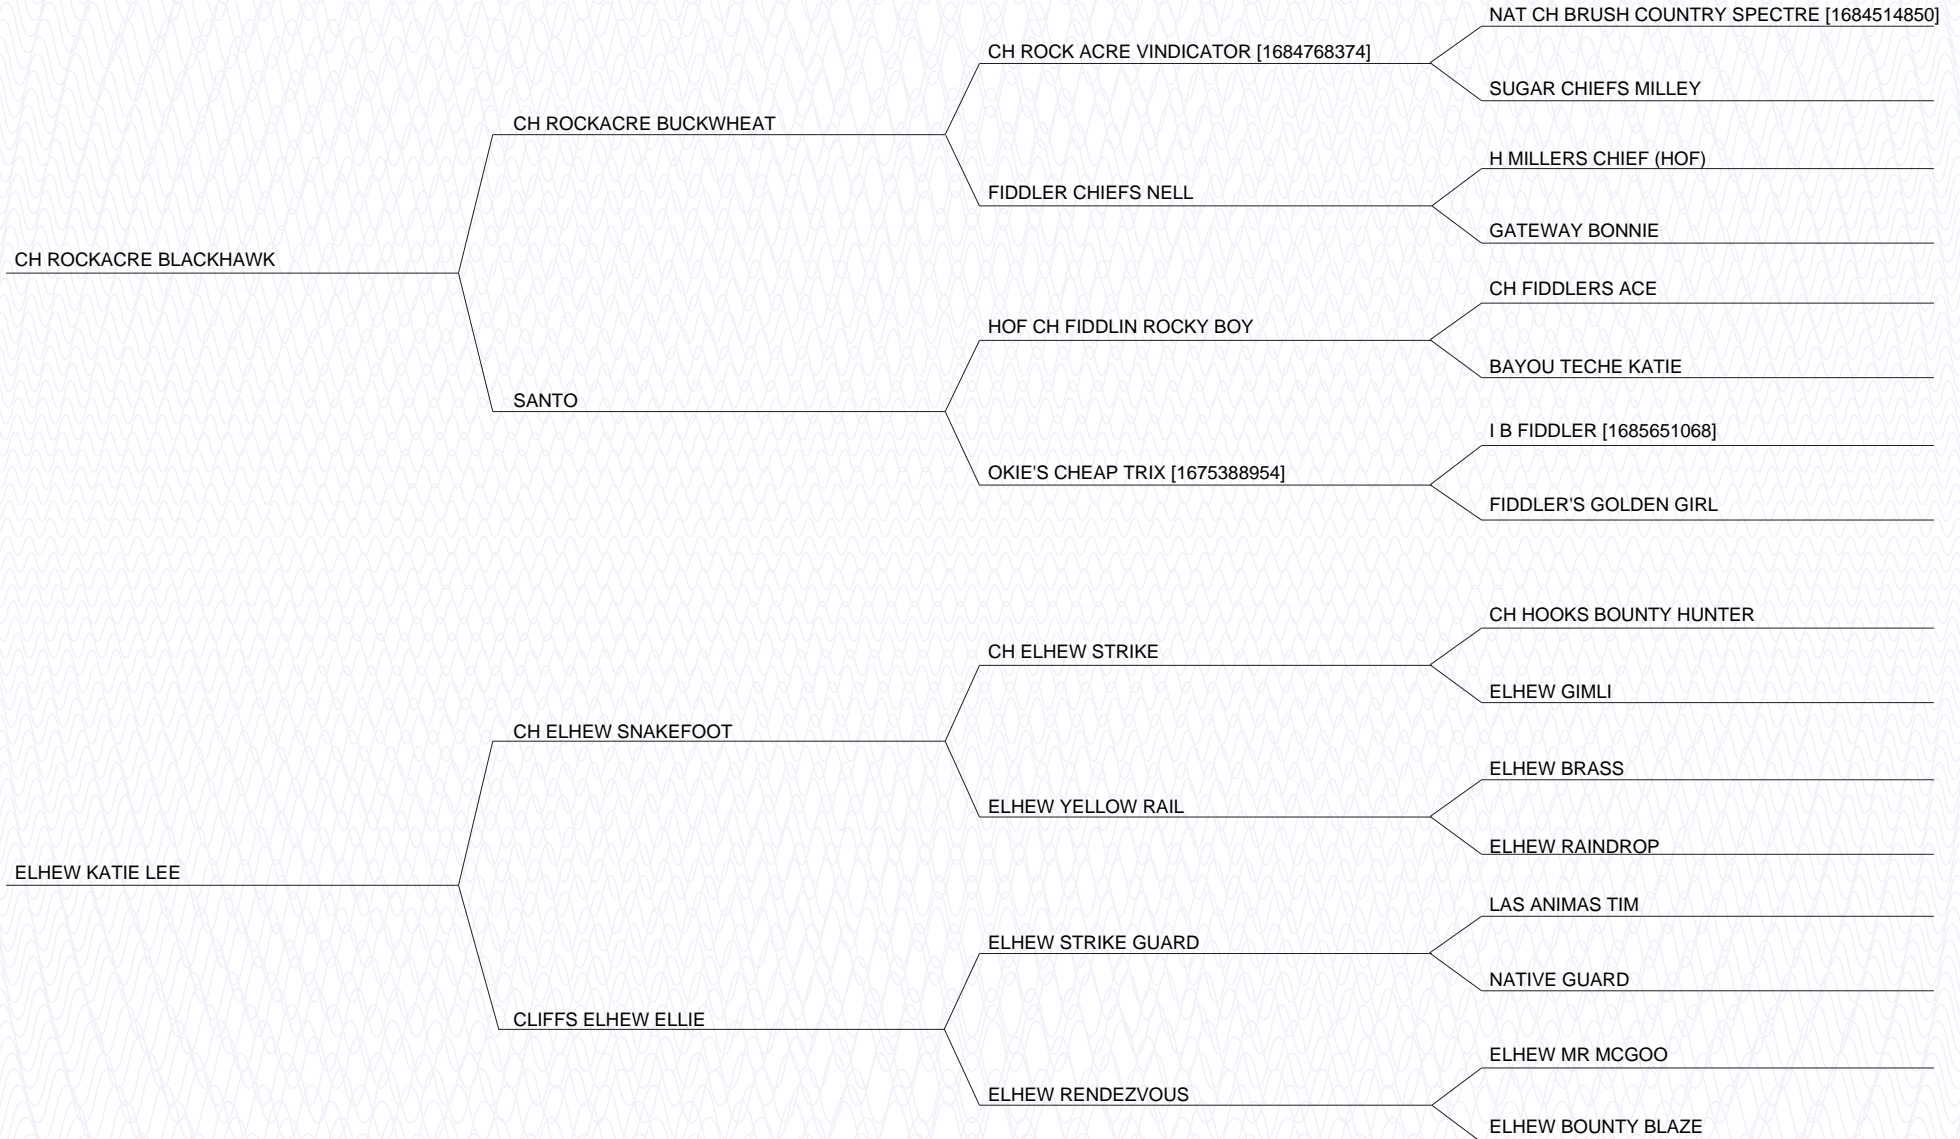 NAT CH BRUSH COUNTRY SPECTRE [1684514850]
CH ROCK ACRE VINDICATOR [1684768374]
SUGAR CHIEFS MILLEY
CH ROCKACRE BUCKWHEAT
H MILLERS CHIEF (HOF)
FIDDLER CHIEFS NELL
GATEWAY BONNIE
CH ROCKACRE BLACKHAWK
CH FIDDLERS ACE
HOF CH FIDDLIN ROCKY BOY
BAYOU TECHE KATIE
SANTO
I B FIDDLER [1685651068]
OKIE'S CHEAP TRIX [1675388954]
FIDDLER'S GOLDEN GIRL
CH HOOKS BOUNTY HUNTER
CH ELHEW STRIKE
ELHEW GIMLI
CH ELHEW SNAKEFOOT
ELHEW BRASS
ELHEW YELLOW RAIL
ELHEW RAINDROP
ELHEW KATIE LEE
LAS ANIMAS TIM
ELHEW STRIKE GUARD
NATIVE GUARD
CLIFFS ELHEW ELLIE
ELHEW MR MCGOO
ELHEW RENDEZVOUS
ELHEW BOUNTY BLAZE